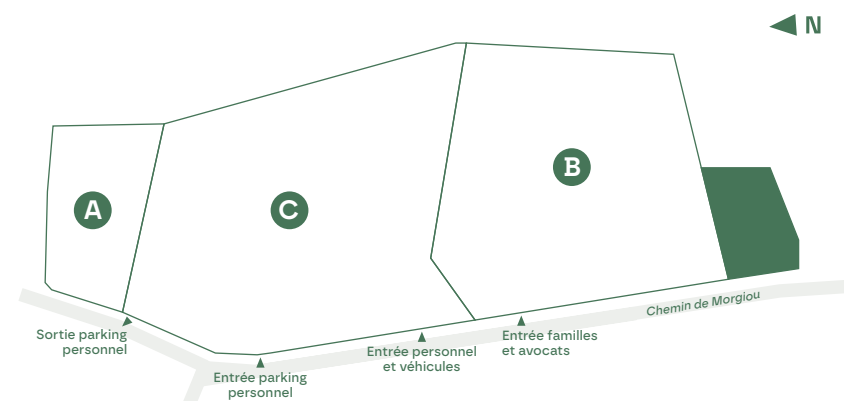 N
A
C
B
Chemin de Morgiou
Sortie parking
personnel
Entrée parking
personnel
Entrée personnel
et véhicules
Entrée familles
et avocats